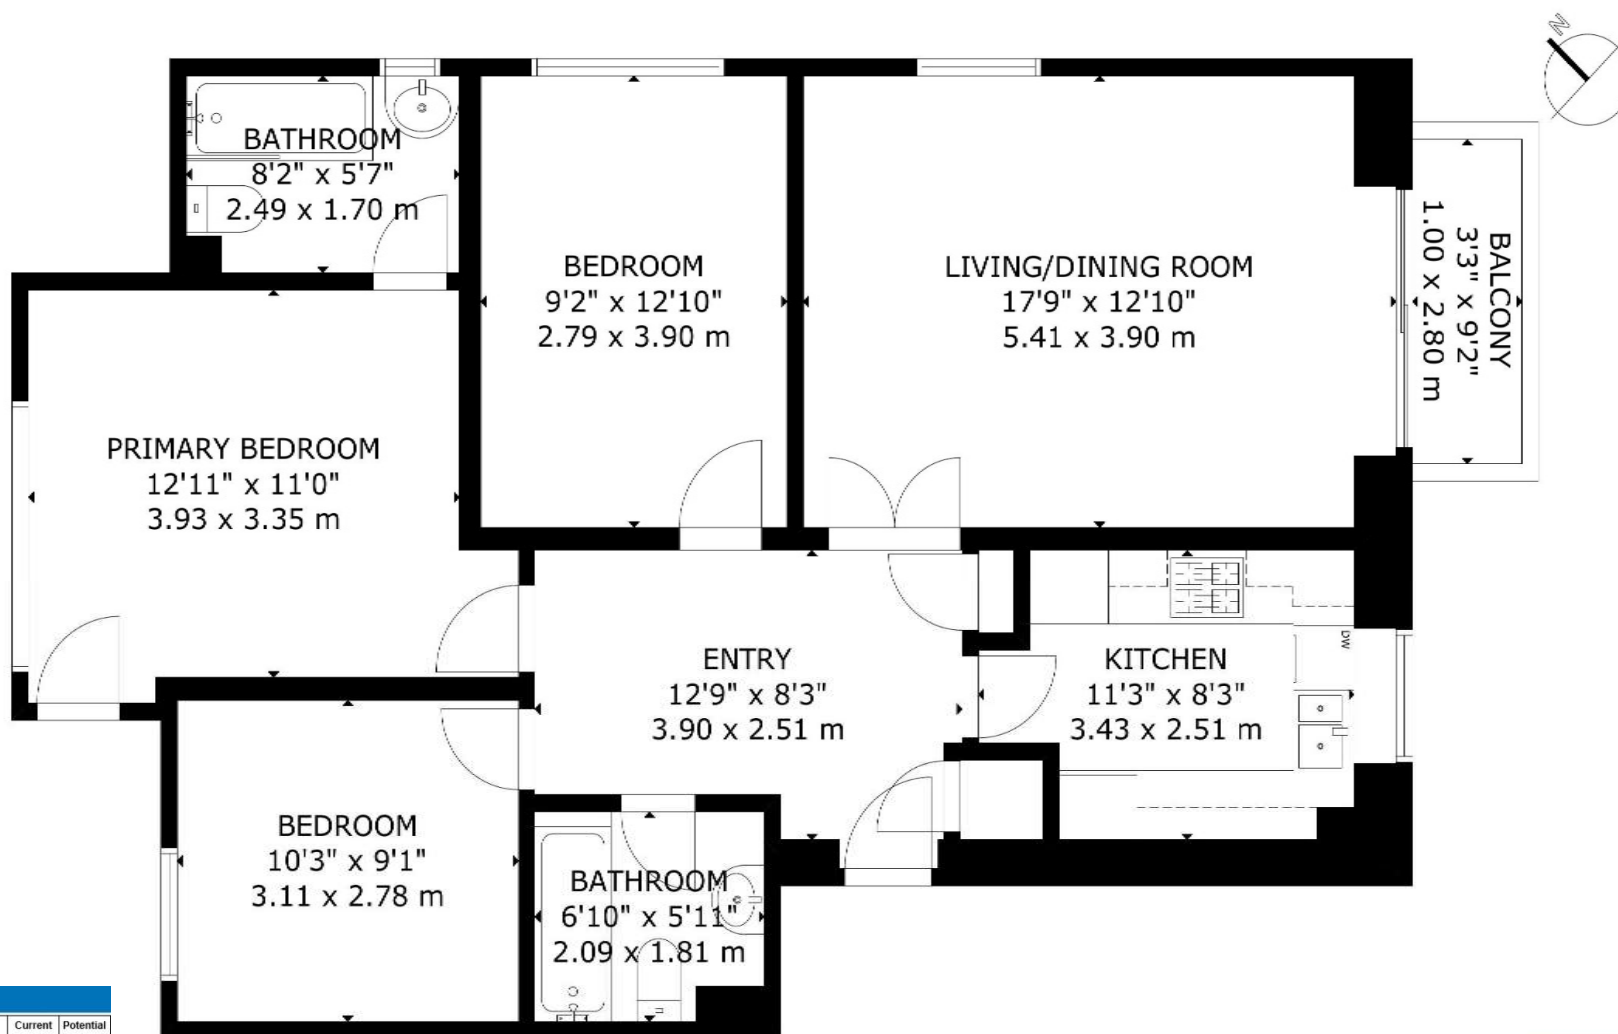 N
BATHROOM
8'2" x 5'7"
2.49 x 1.70 m
BEDROOM
9'2" x 12'10"
2.79 x 3.90 m
LIVING/DINING ROOM
17'9" x 12'10"
5.41 x 3.90 m
BALCONY
3'3" x 9'2"
1.00 x 2.80 m
PRIMARY BEDROOM
12'11" x 11'0"
3.93 x 3.35 m
ENTRY
12'9" x 8'3"
3.90 x 2.51 m
KITCHEN
11'3" x 8'3"
3.43 x 2.51 m
DW
BEDROOM
10'3" x 9'1"
3.11 x 2.78 m
BATHROOM
6'10" x 5'11"
2.09 x 1.81 m
Current Potential